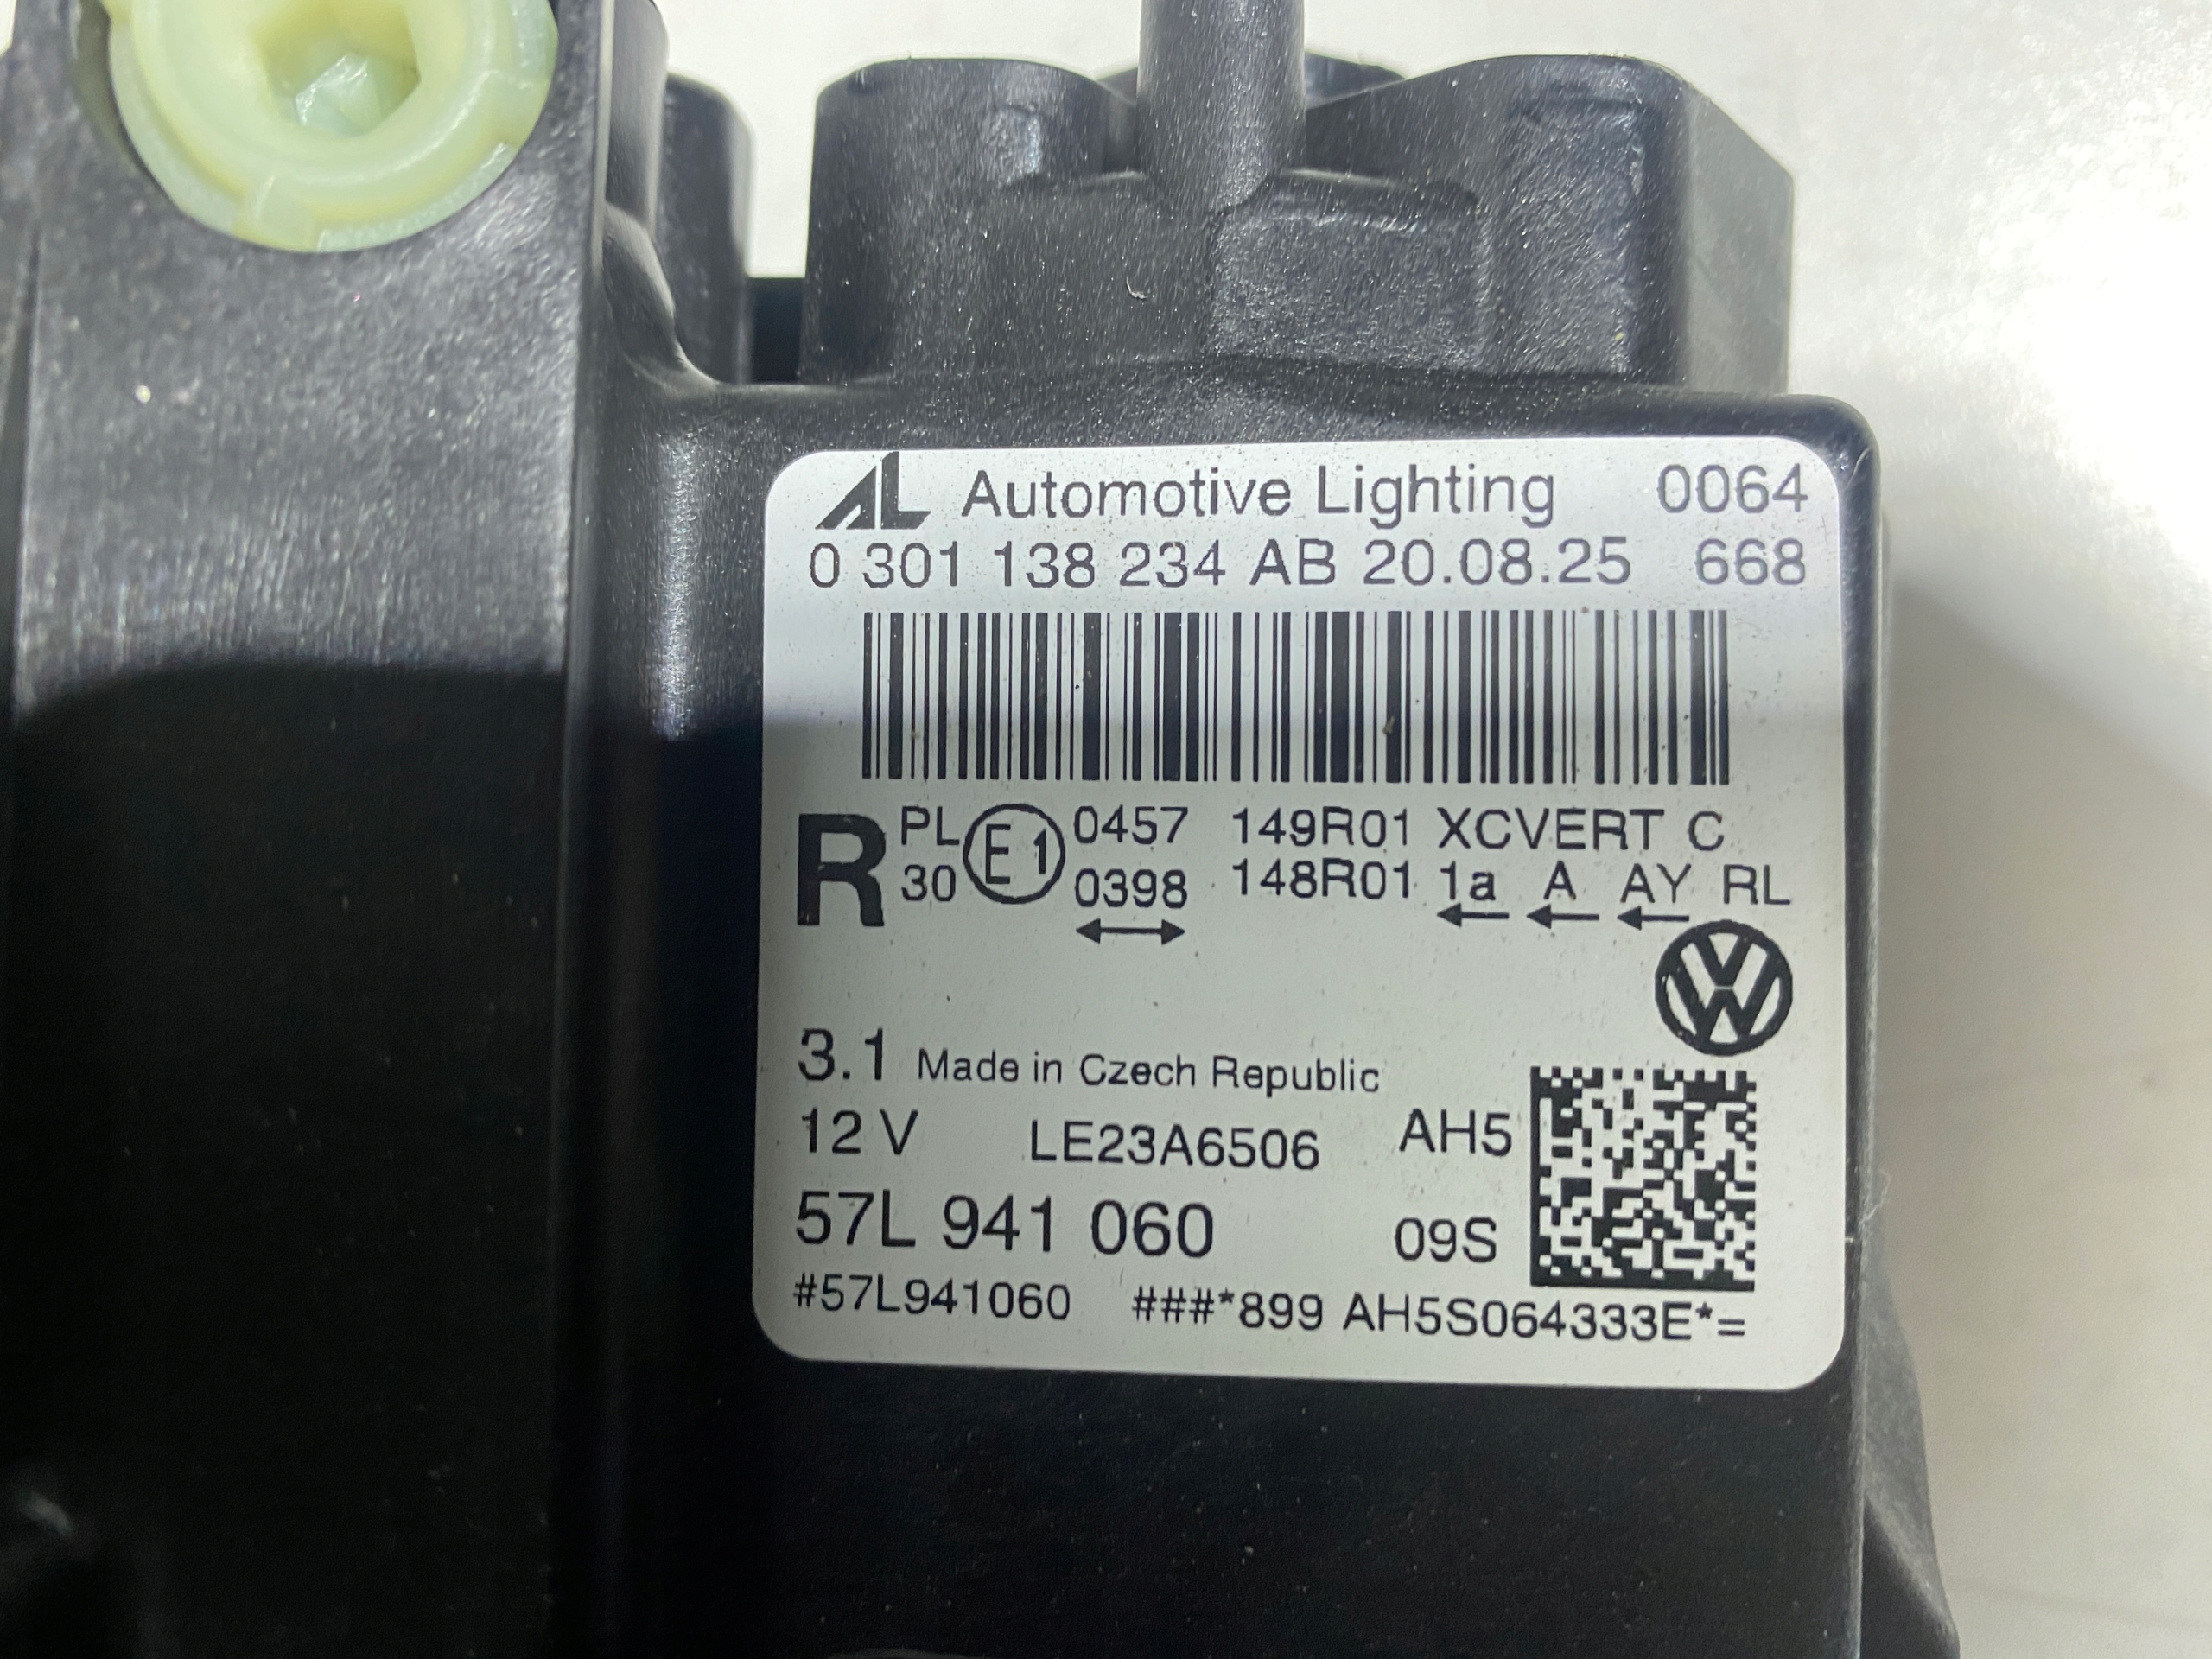 AL Automotive Lighting 0064
0 301 138 234 AB 20.08.25 668
R PL E1 0457 149R01 XCVERT C
30 0398 148R01 1a A AY RL
VW
3.1 Made in Czech Republic
12 V LE23A6506 AH5
57L 941 060 09S
#57L941060 ###*899 AH5S064333E*=